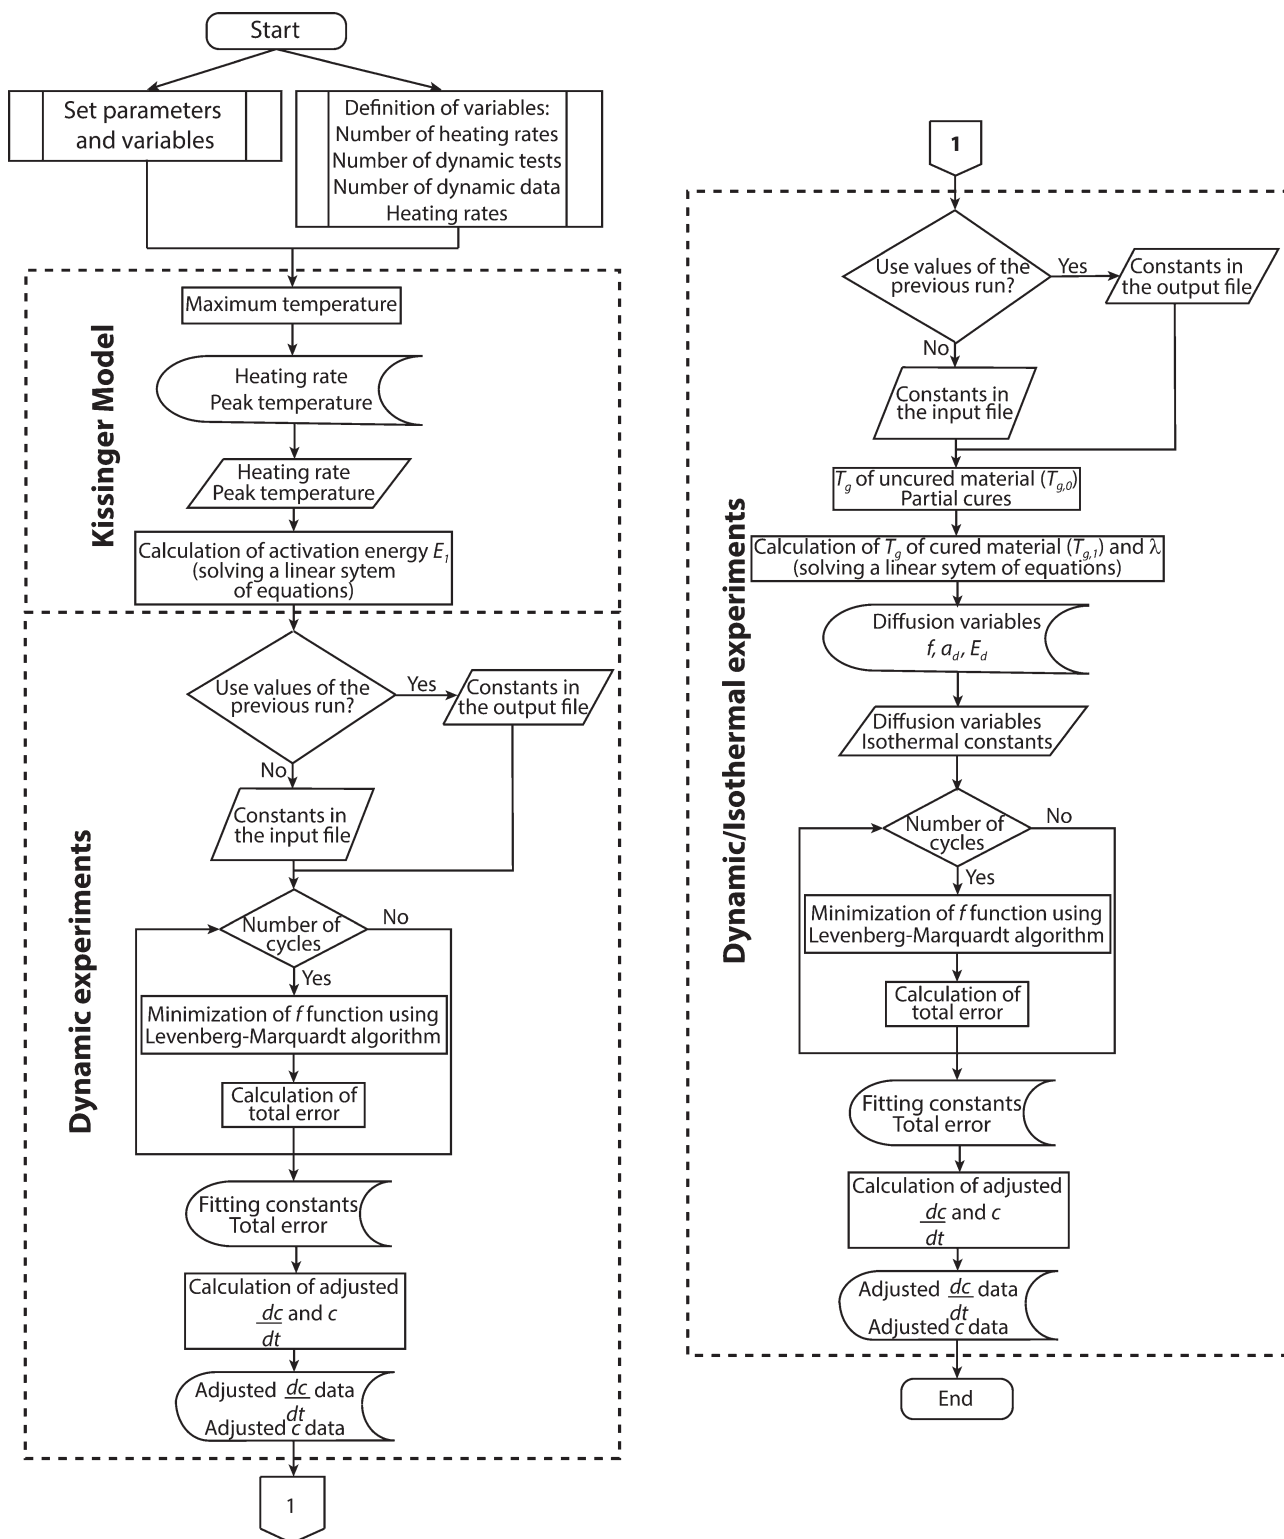 Start
Set parameters
and variables
Definition of variables:
Number of heating rates
Number of dynamic tests
Number of dynamic data
Heating rates
Kissinger Model
Maximum temperature
Heating rate
Peak temperature
Heating rate
Peak temperature
Calculation of activation energy E1
(solving a linear sytem
of equations)
Dynamic experiments
Use values of the
previous run?
Yes
Constants in
the output file
No
Constants in
the input file
Number of
cycles
No
Yes
Minimization of f function using
Levenberg-Marquardt algorithm
Calculation of
total error
Fitting constants
Total error
Calculation of adjusted
dc and c
dt
Adjusted dc data
dt
Adjusted c data
1
1
Dynamic/Isothermal experiments
Use values of the
previous run?
Yes
Constants in
the output file
No
Constants in
the input file
Tg of uncured material (Tg,0)
Partial cures
Calculation of Tg of cured material (Tg,1) and λ
(solving a linear sytem of equations)
Diffusion variables
f, ad, Ed
Diffusion variables
Isothermal constants
Number of
cycles
No
Yes
Minimization of f function using
Levenberg-Marquardt algorithm
Calculation of
total error
Fitting constants
Total error
Calculation of adjusted
dc and c
dt
Adjusted dc data
dt
Adjusted c data
End